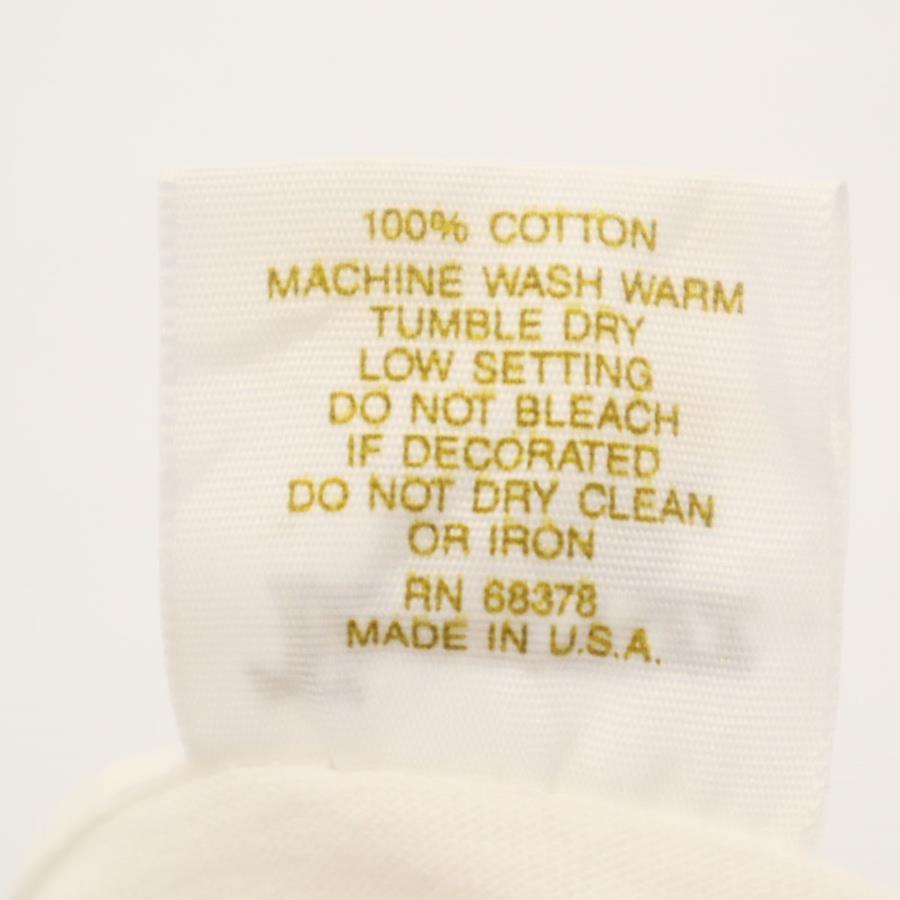 100% COTTON
MACHINE WASH WARM
TUMBLE DRY
LOW SETTING
DO NOT BLEACH
IF DECORATED
DO NOT DRY CLEAN
OR IRON
RN 68378
MADE IN U.S.A.